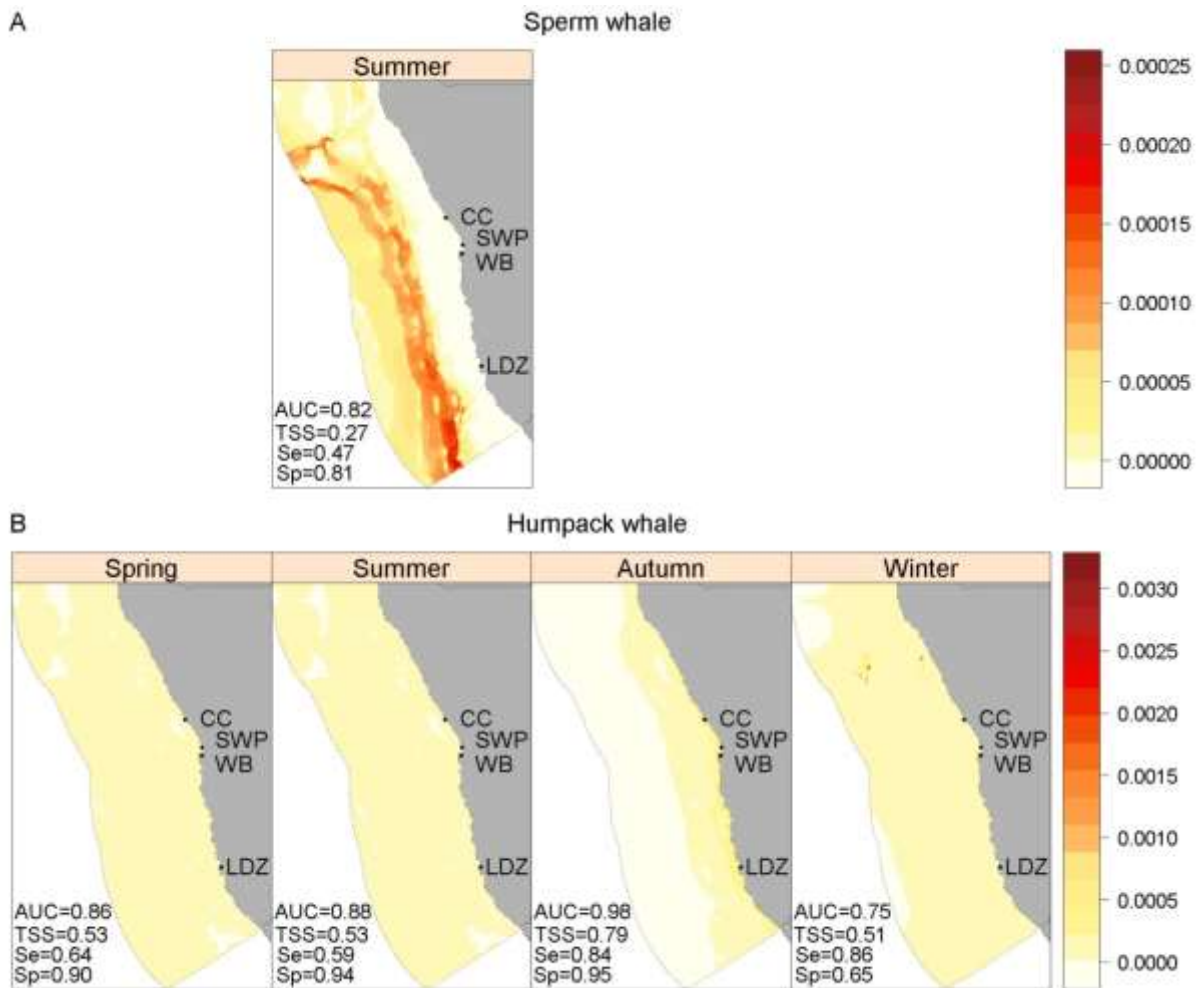 A
Sperm whale
Summer
CC
SWP
WB
LDZ
AUC=0.82
TSS=0.27
Se=0.47
Sp=0.81
0.00025
0.00020
0.00015
0.00010
0.00005
0.00000
B
Humpack whale
Spring
CC
SWP
WB
LDZ
AUC=0.86
TSS=0.53
Se=0.64
Sp=0.90
Summer
CC
SWP
WB
LDZ
AUC=0.88
TSS=0.53
Se=0.59
Sp=0.94
Autumn
CC
SWP
WB
LDZ
AUC=0.98
TSS=0.79
Se=0.84
Sp=0.95
Winter
CC
SWP
WB
LDZ
AUC=0.75
TSS=0.51
Se=0.86
Sp=0.65
0.0030
0.0025
0.0020
0.0015
0.0010
0.0005
0.0000